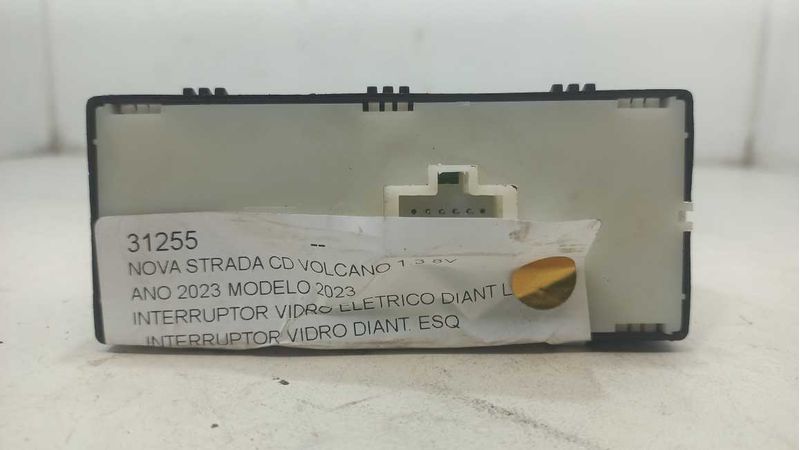 31255 --
NOVA STRADA CD VOLCANO 1.3 8V
ANO 2023 MODELO 2023
INTERRUPTOR VIDRO ELETRICO DIANT L
INTERRUPTOR VIDRO DIANT. ESQ